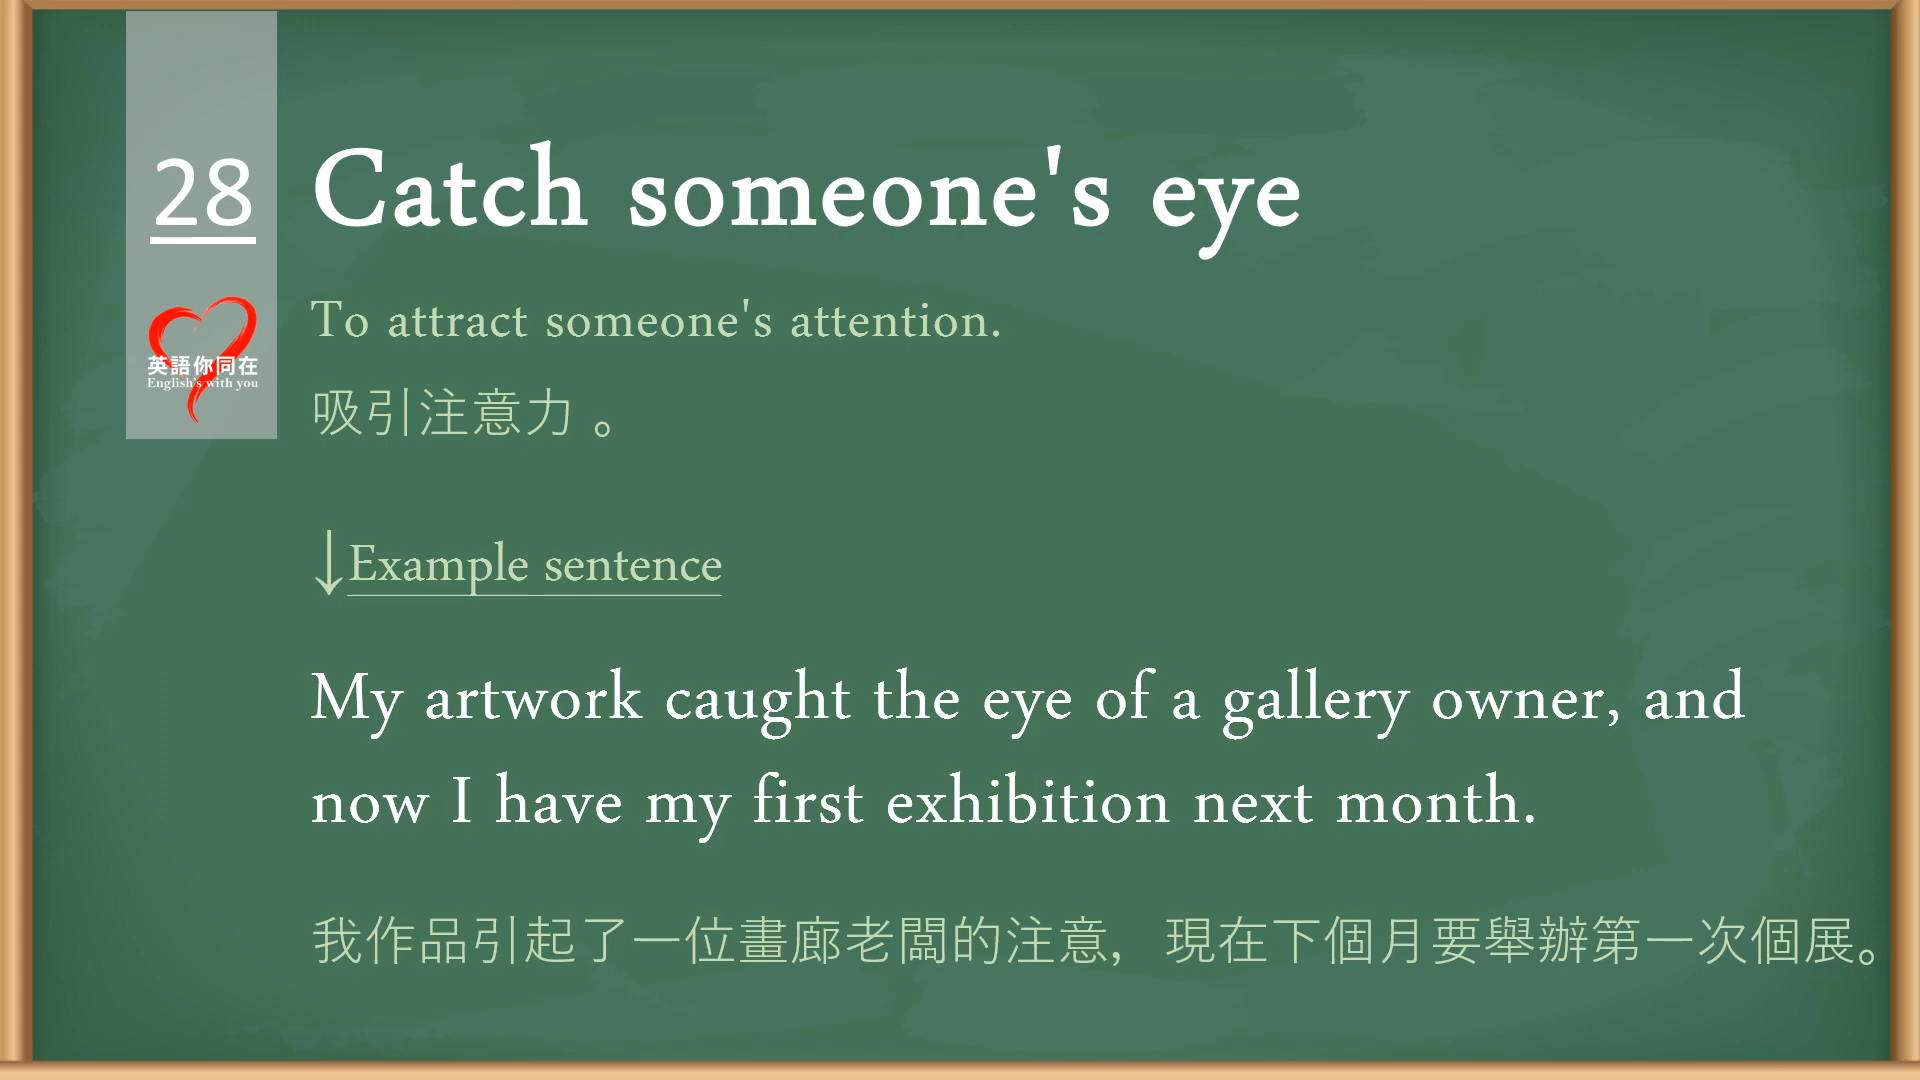 28
英語你同在
English's with you
Catch someone's eye
To attract someone's attention.
吸引注意力 。
↓Example sentence
My artwork caught the eye of a gallery owner, and
now I have my first exhibition next month.
我作品引起了一位畫廊老闆的注意, 現在下個月要舉辦第一次個展。